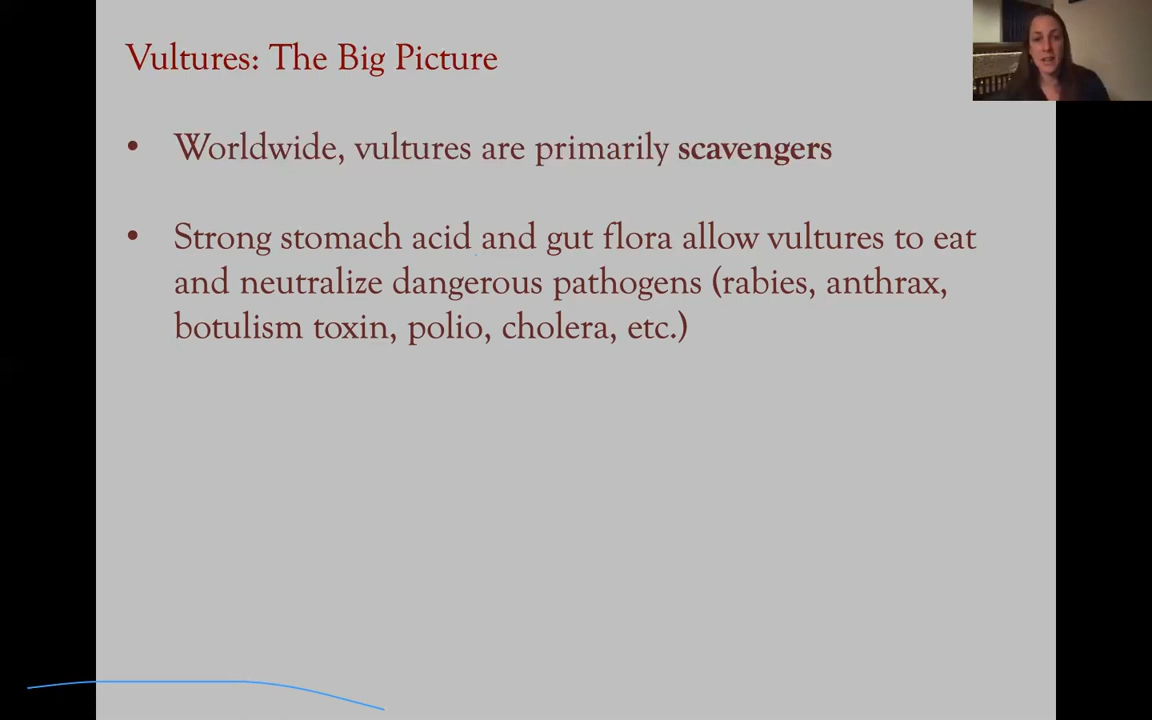 Vultures: The Big Picture
• Worldwide, vultures are primarily scavengers
• Strong stomach acid and gut flora allow vultures to eat
and neutralize dangerous pathogens (rabies, anthrax,
botulism toxin, polio, cholera, etc.)